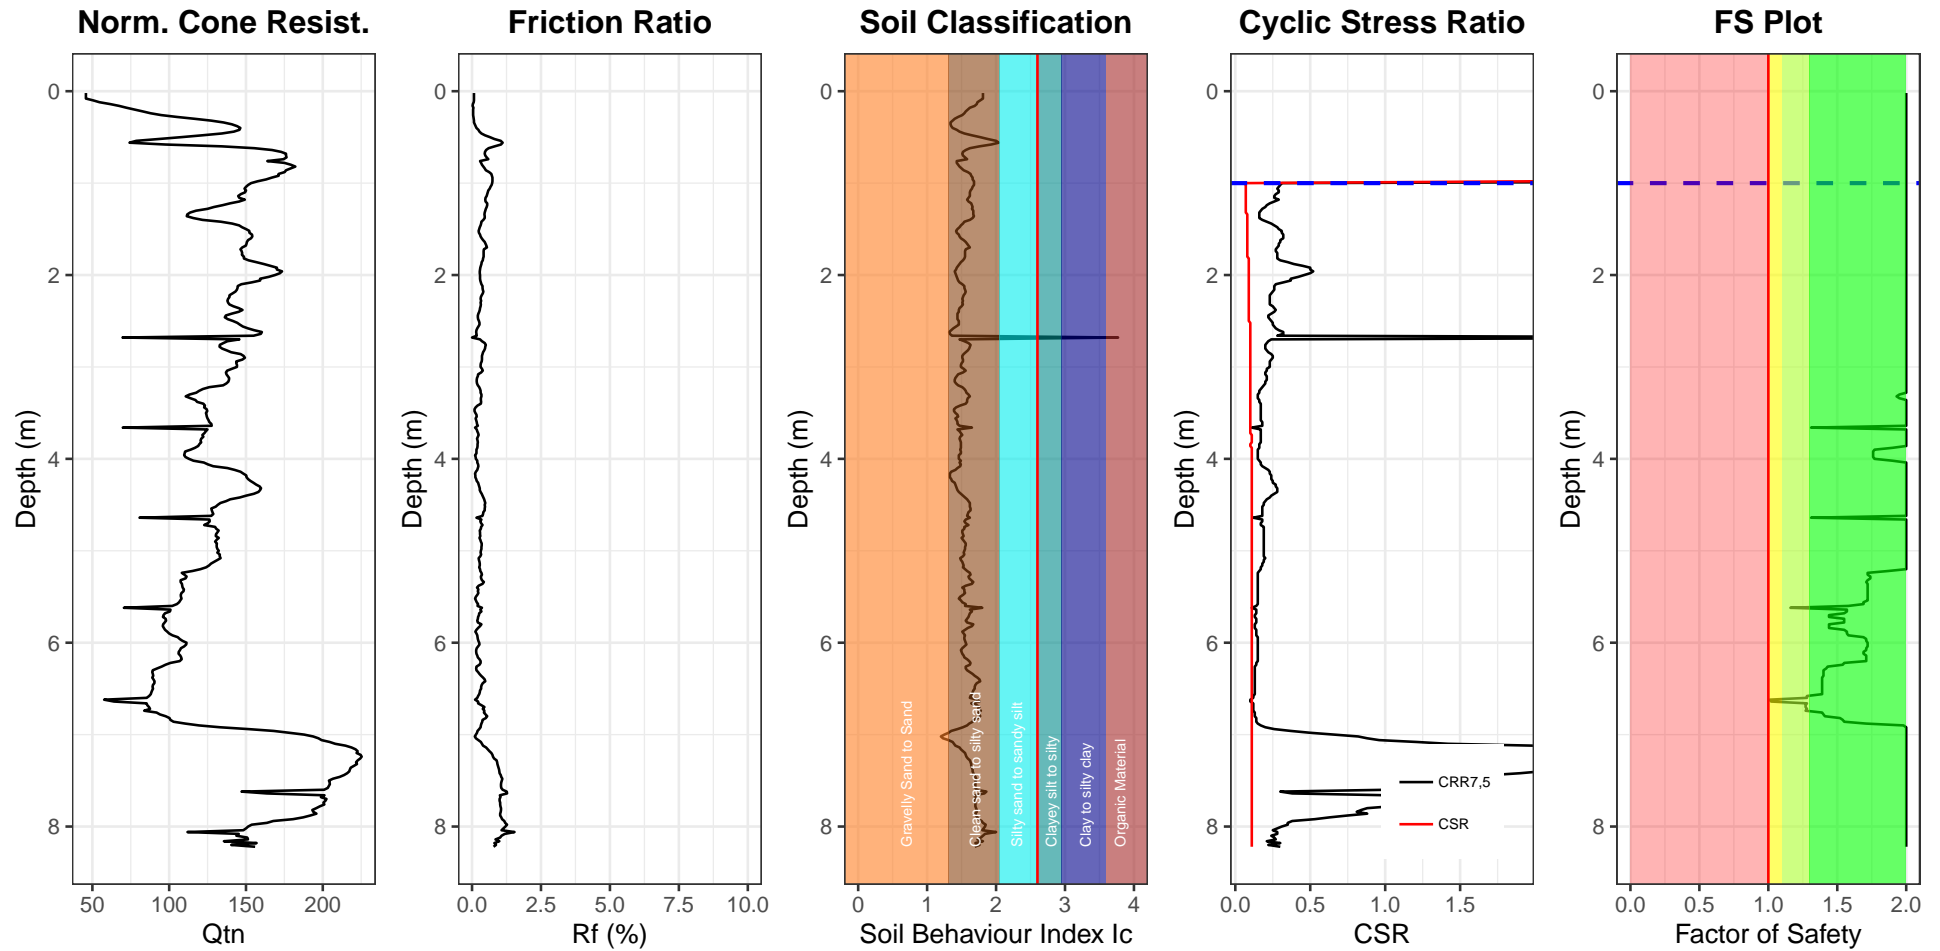 Norm. Cone Resist.
Friction Ratio
Soil Classification
Cyclic Stress Ratio
FS Plot
Depth (m)
0
2
4
6
8
50 100 150 200
Qtn
Depth (m)
0
2
4
6
8
0.0 2.5 5.0 7.5 10.0
Rf (%)
Depth (m)
0
2
4
6
8
Gravelly Sand to Sand
Clean sand to silty sand
Silty sand to sandy silt
Clayey silt to silty
Clay to silty clay
Organic Material
0 1 2 3 4
Soil Behaviour Index Ic
Depth (m)
0
2
4
6
8
CRR7,5
CSR
0.0 0.5 1.0 1.5
CSR
Depth (m)
0
2
4
6
8
0.0 0.5 1.0 1.5 2.0
Factor of Safety